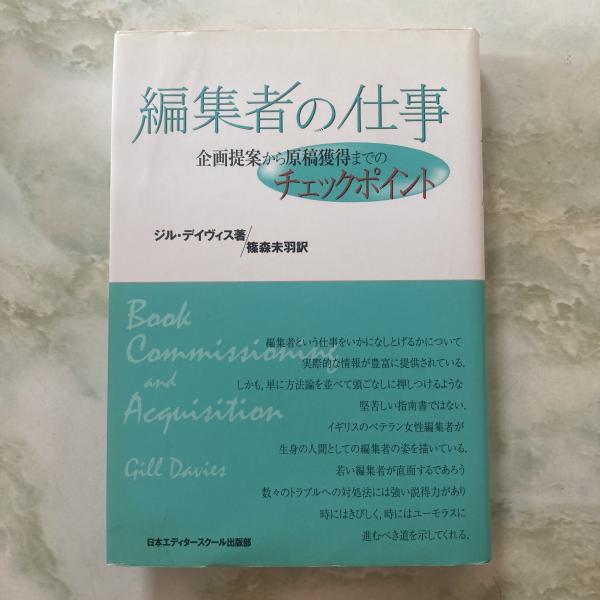 編集者の仕事
企画提案から原稿獲得までの
チェックポイント
ジル・デイヴィス著/篠森未羽訳
Book
Commissioning
and
Acquisition
Gill Davies
編集者という仕事をいかになしとげるかについて
実際的な情報が豊富に提供されている.
しかも,単に方法論を並べて頭ごなしに押しつけるような
堅苦しい指南書ではない.
イギリスのベテラン女性編集者が
生身の人間としての編集者の姿を描いている.
若い編集者が直面するであろう
数々のトラブルへの対処法には強い説得力があり
時にはきびしく,時にはユーモラスに
進むべき道を示してくれる.
日本エディタースクール出版部